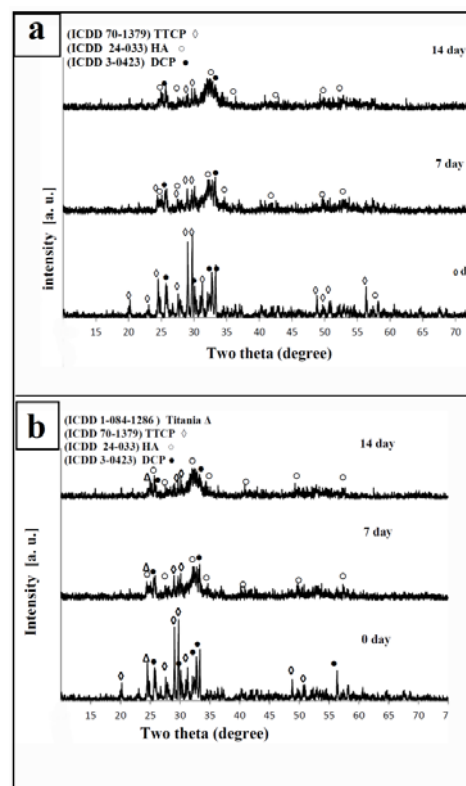 a
(ICDD 70-1379) TTCP ◊
(ICDD 24-033) HA ○
(ICDD 3-0423) DCP ●
14 day
7 day
0 d
intensity [a. u.]
15 20 25 30 35 40 45 50 55 60 65 70
Two theta (degree)
b
(ICDD 1-084-1286) Titania Δ
(ICDD 70-1379) TTCP ◊
(ICDD 24-033) HA ○
(ICDD 3-0423) DCP ●
14 day
7 day
0 day
Intensity [a. u.]
15 20 25 30 35 40 45 50 55 60 65 70 7
Two theta (degree)